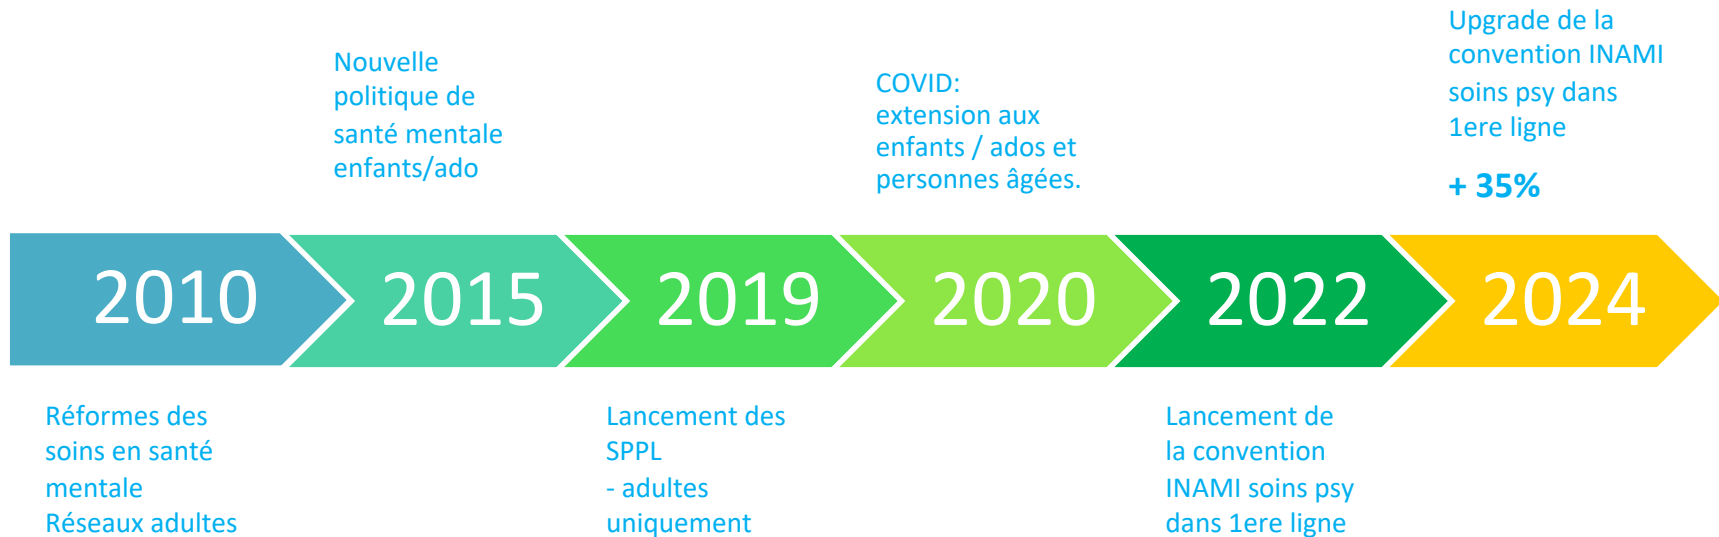 Nouvelle
politique de
santé mentale
enfants/ado
COVID:
extension aux
enfants / ados et
personnes âgées.
Upgrade de la
convention INAMI
soins psy dans
1ere ligne
+ 35%
2010
2015
2019
2020
2022
2024
Réformes des
soins en santé
mentale
Réseaux adultes
Lancement des
SPPL
- adultes
uniquement
Lancement de
la convention
INAMI soins psy
dans 1ere ligne